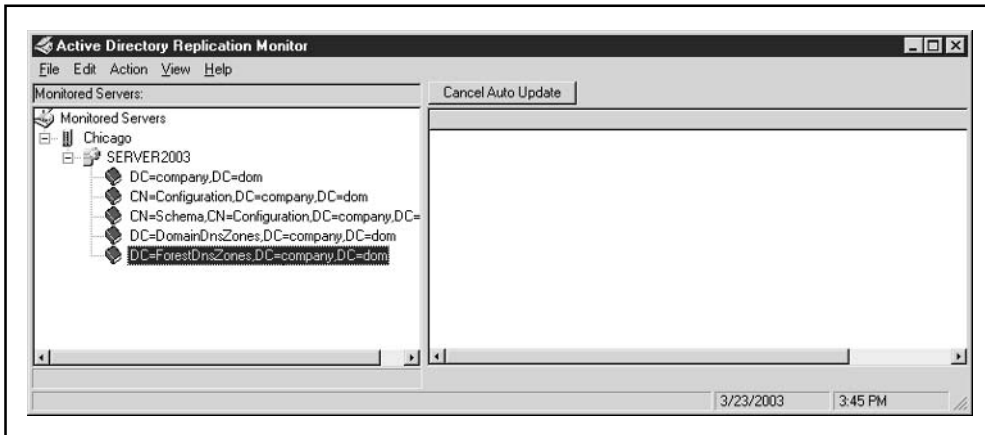 Active Directory Replication Monitor
File Edit Action View Help
Monitored Servers:
Cancel Auto Update
Monitored Servers
Chicago
SERVER2003
DC=company,DC=dom
CN=Configuration,DC=company,DC=dom
CN=Schema,CN=Configuration,DC=company,DC=
DC=DomainDnsZones,DC=company,DC=dom
DC=ForestDnsZones,DC=company,DC=dom
3/23/2003 3:45 PM